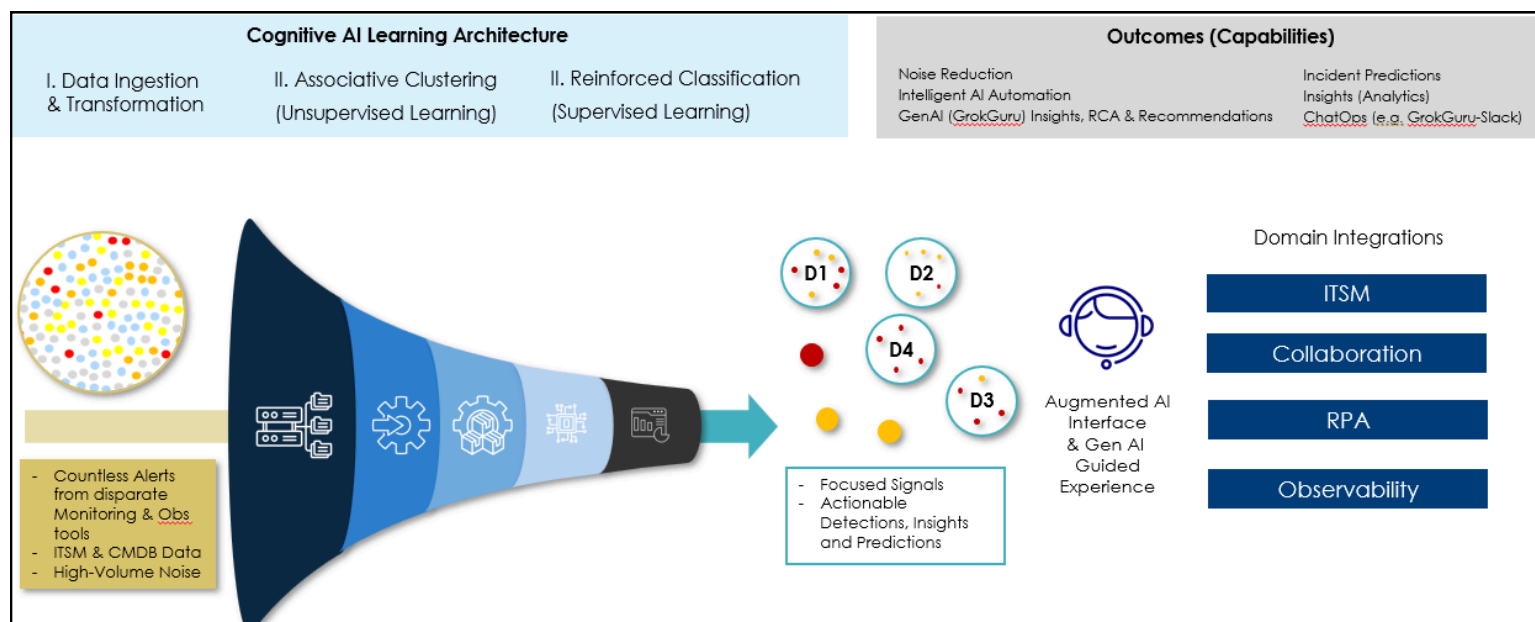 Cognitive AI Learning Architecture
I. Data Ingestion
& Transformation
II. Associative Clustering
(Unsupervised Learning)
II. Reinforced Classification
(Supervised Learning)
Outcomes (Capabilities)
Noise Reduction
Intelligent AI Automation
GenAI (GrokGuru) Insights, RCA & Recommendations
Incident Predictions
Insights (Analytics)
ChatOps (e.g. GrokGuru-Slack)
- Countless Alerts
from disparate
Monitoring & Obs
tools
- ITSM & CMDB Data
- High-Volume Noise
D1
D2
D4
D3
- Focused Signals
- Actionable
Detections, Insights
and Predictions
Augmented AI
Interface
& Gen AI
Guided
Experience
Domain Integrations
ITSM
Collaboration
RPA
Observability